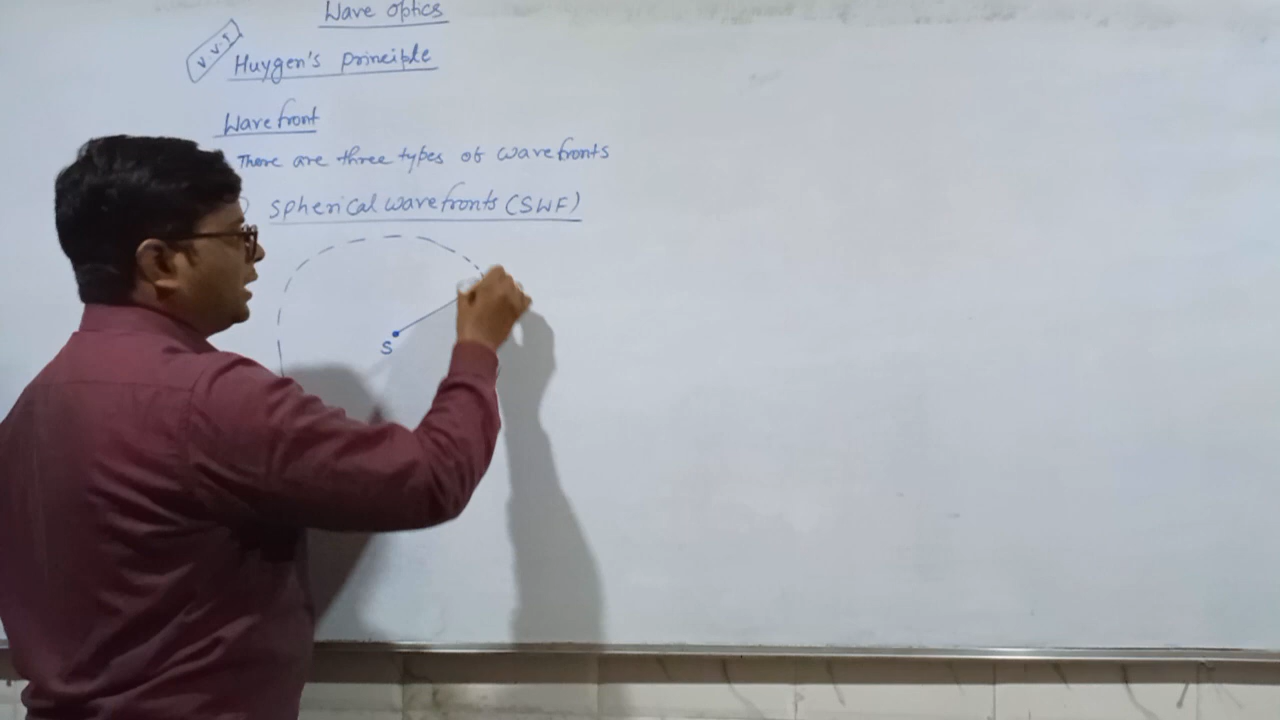 Wave optics
V.V.I
Huygen's principle
Wavefront
There are three types of wavefronts
Spherical wavefronts (SWF)
S